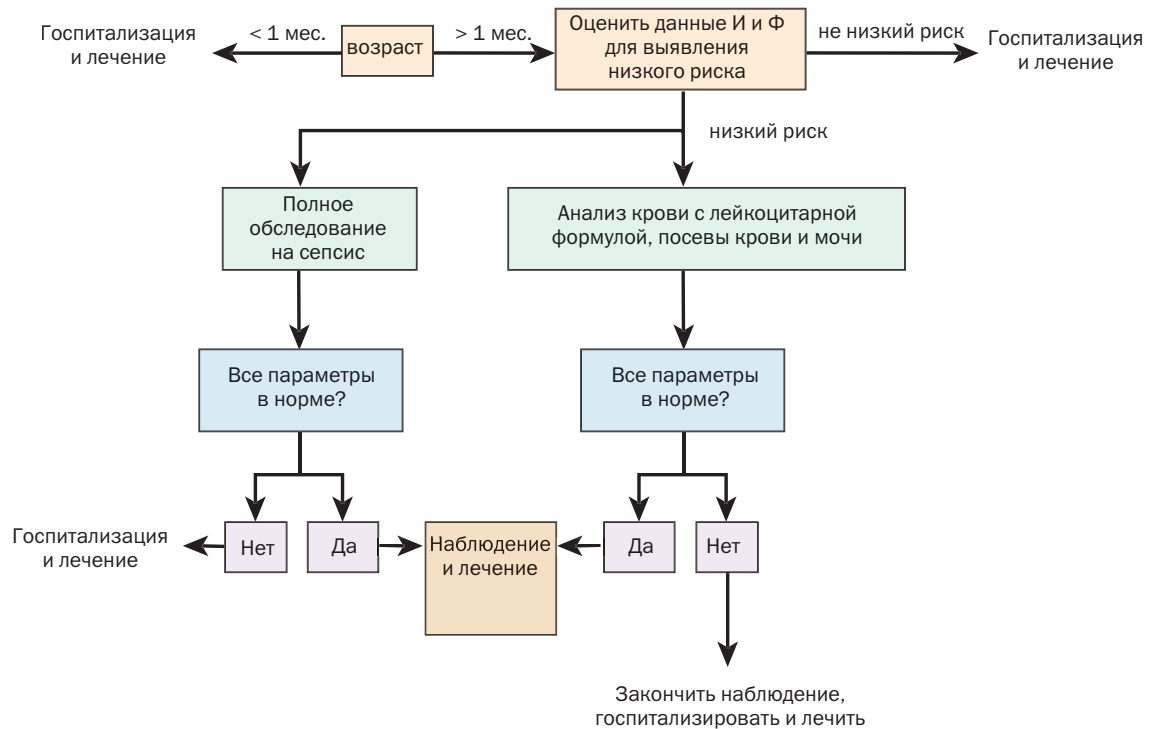 Госпитализация
и лечение
< 1 мес.
возраст
> 1 мес.
Оценить данные И и Ф
для выявления
низкого риска
не низкий риск
Госпитализация
и лечение
низкий риск
Полное
обследование
на сепсис
Анализ крови с лейкоцитарной
формулой, посевы крови и мочи
Все параметры
в норме?
Все параметры
в норме?
Госпитализация
и лечение
Нет
Да
Наблюдение
и лечение
Да
Нет
Закончить наблюдение,
госпитализировать и лечить